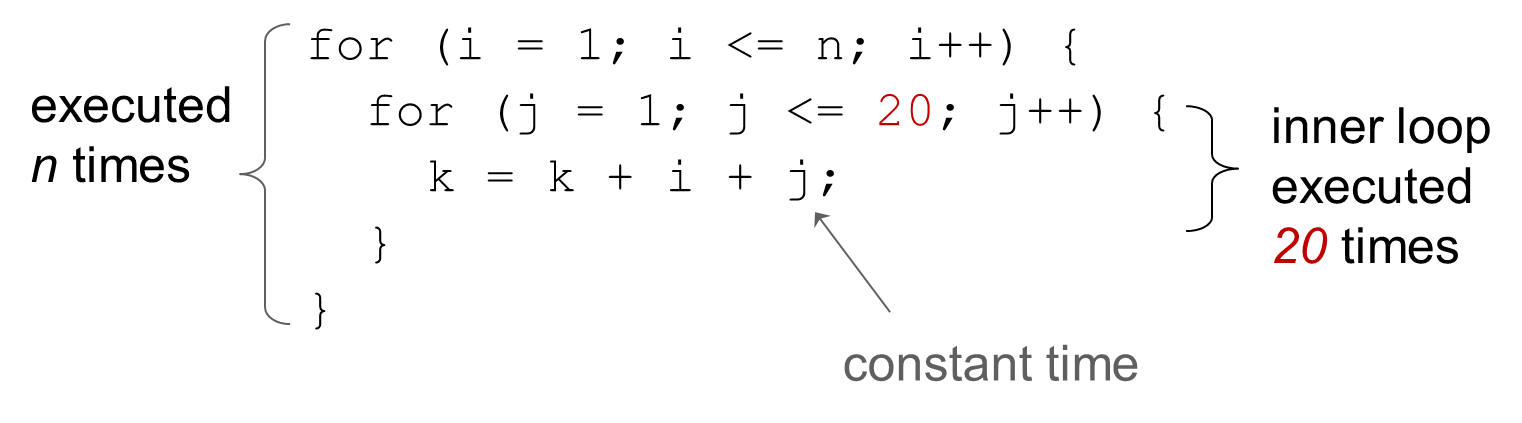 for (i = 1; i <= n; i++) {
for (j = 1; j <= 20; j++) {
k = k + i + j;
}
}
executed
n times
inner loop
executed
20 times
constant time